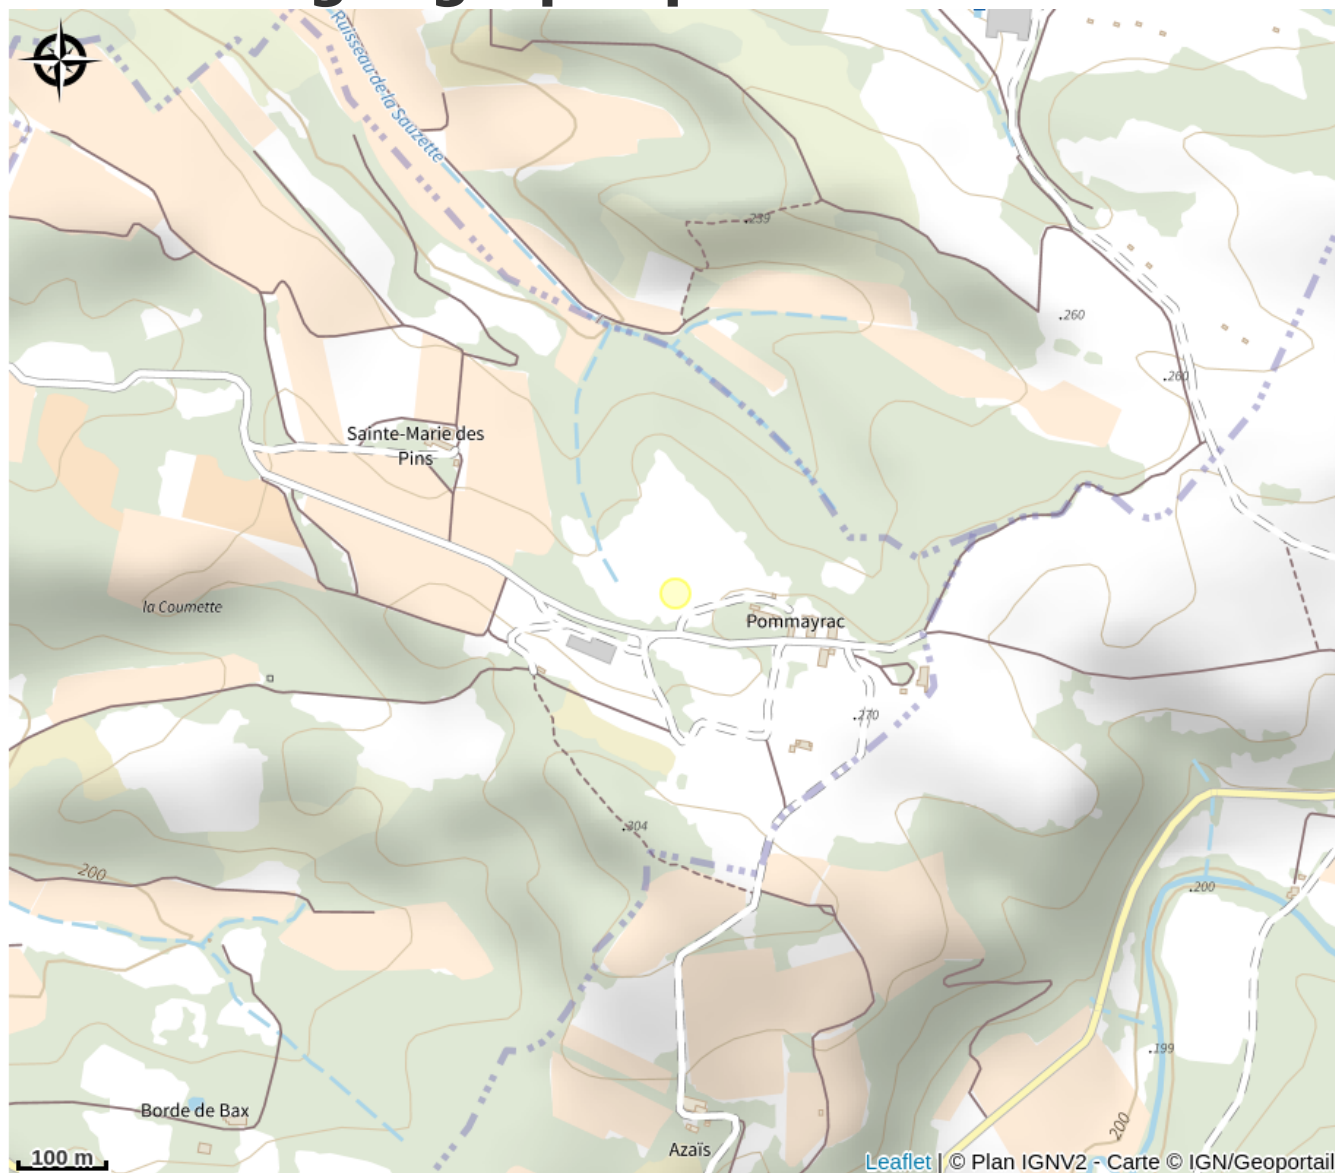 Ruisseau de la Sauzette
.239
.260
.260
Sainte-Marie des
Pins
la Coumette
Pommayrac
.270
.304
200
.200
.199
200
Borde de Bax
Azaïs
100 m
Leaflet | © Plan IGNV2 - Carte © IGN/Geoportail